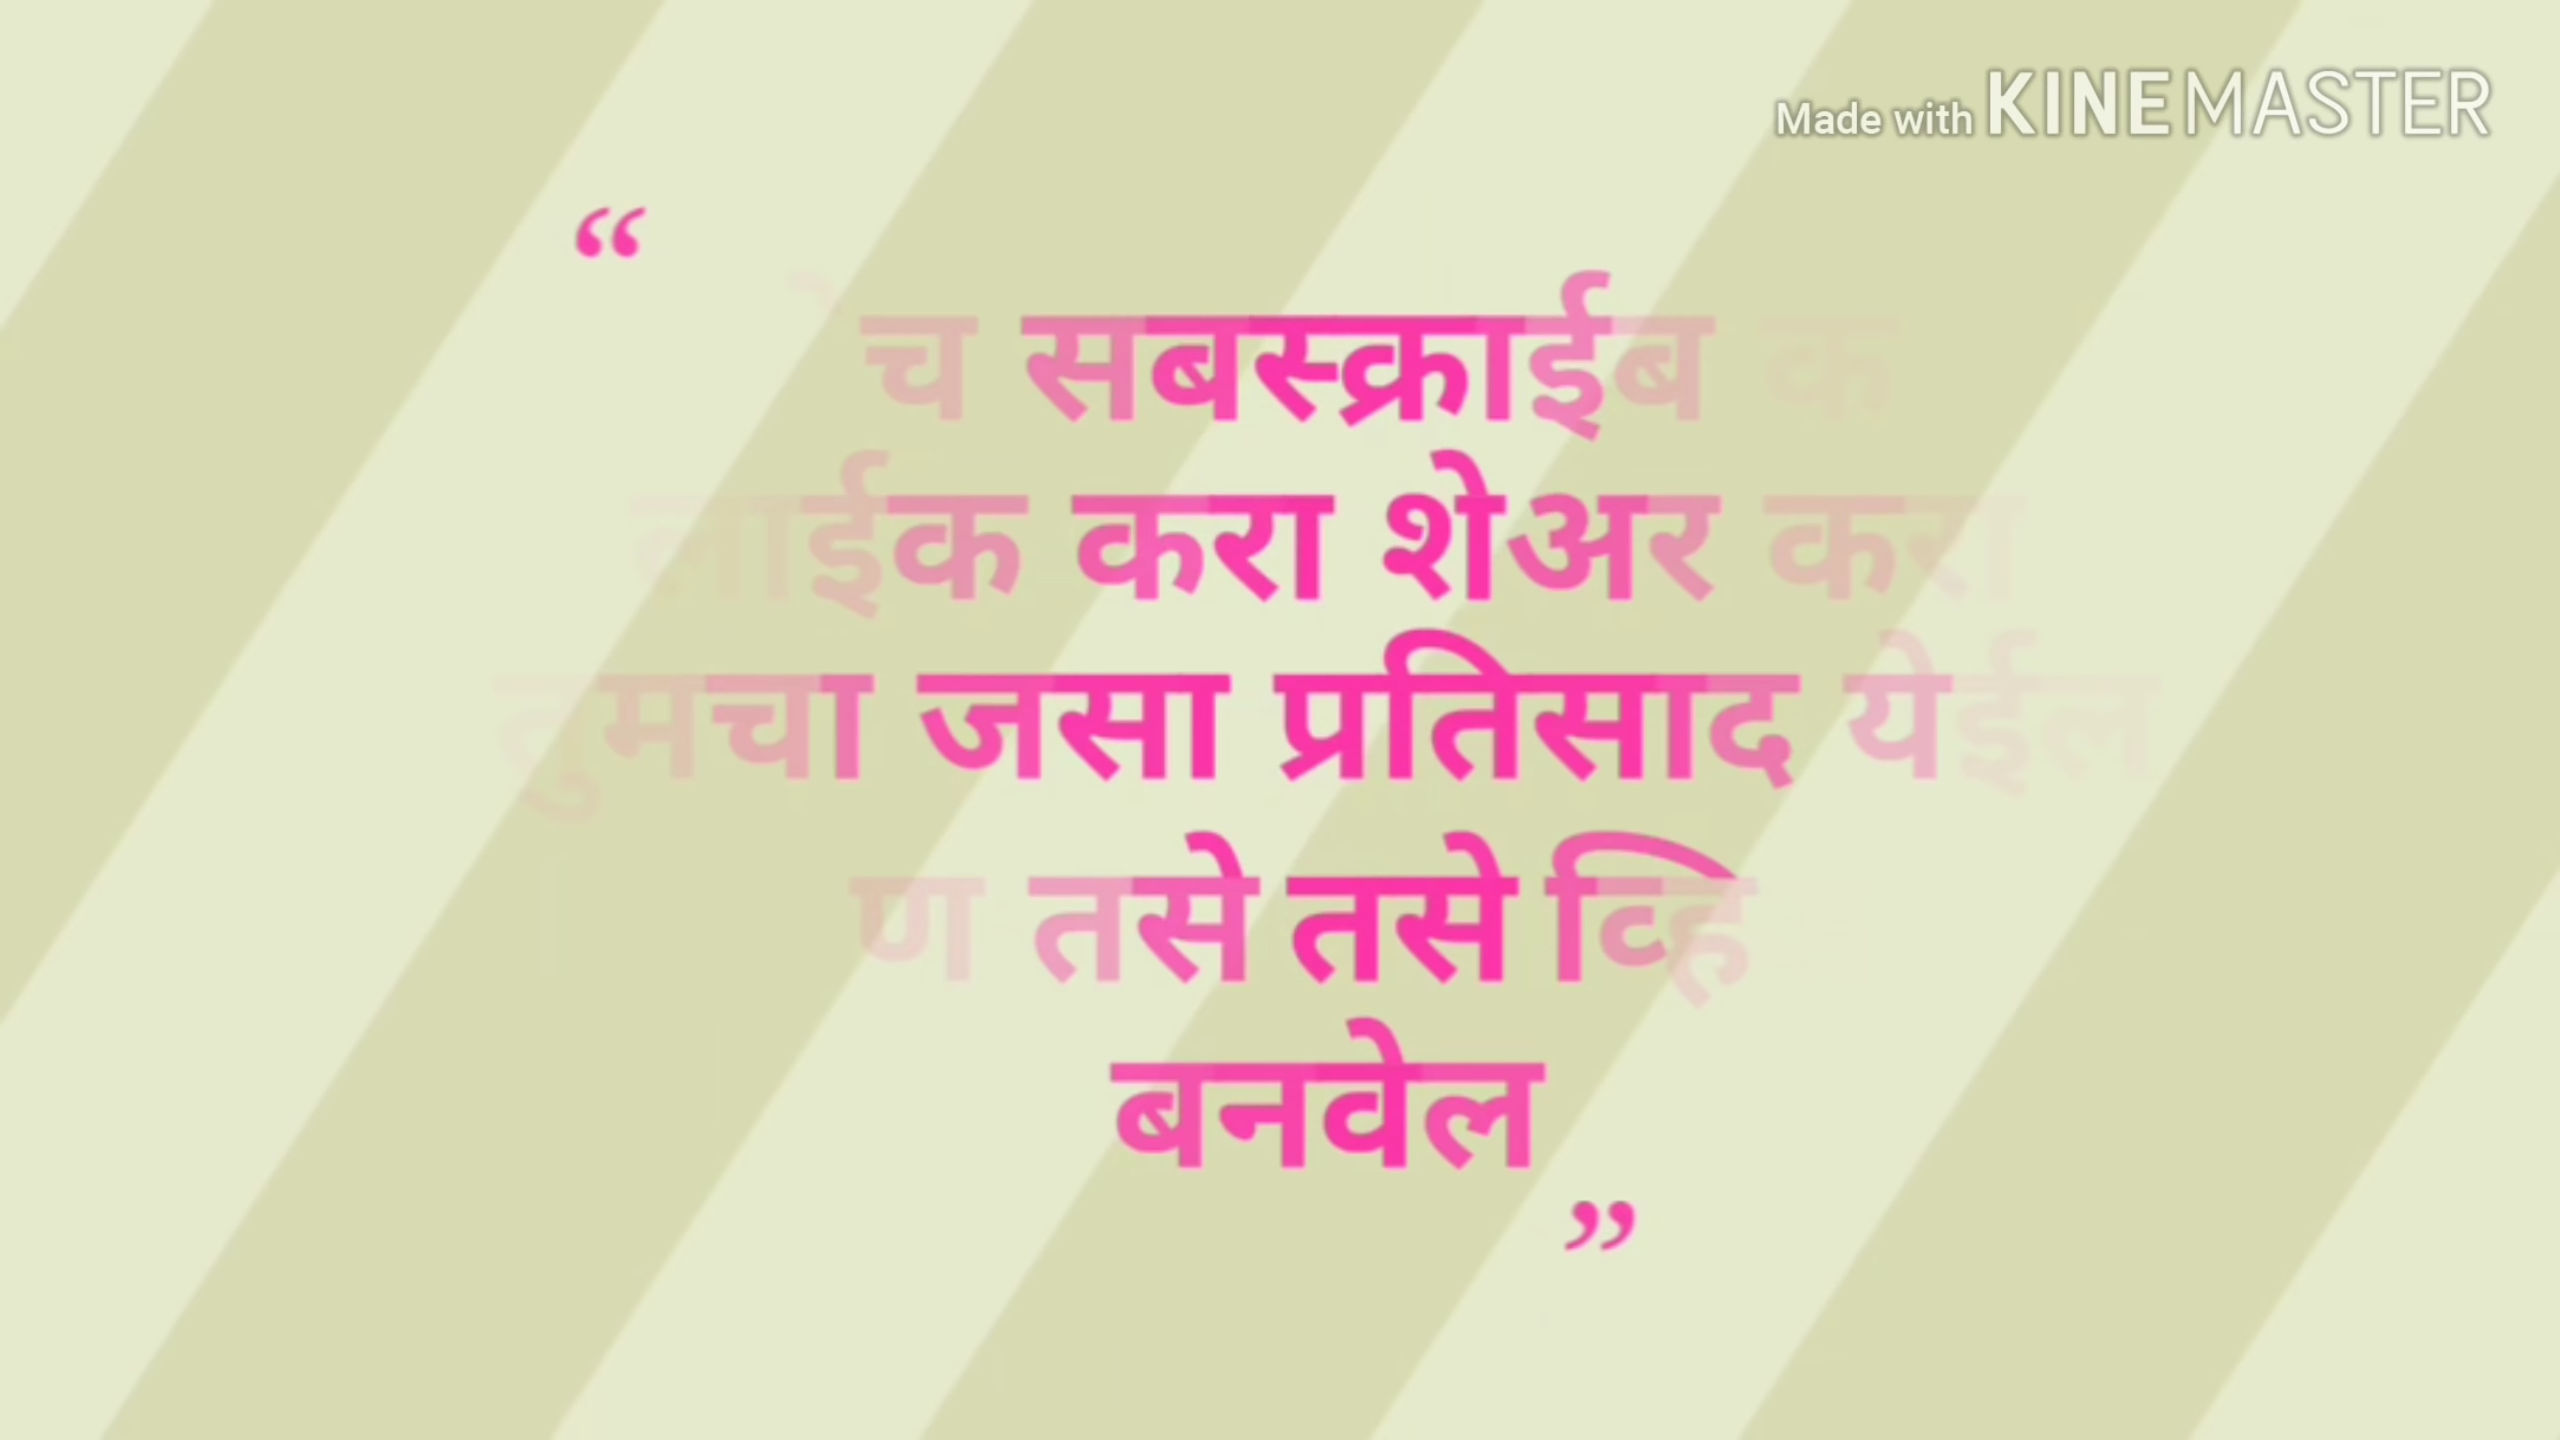 Made with KINEMASTER
“
च सबस्क्राईब क
लाईक करा शेअर करा
तुमचा जसा प्रतिसाद येईल
ण तसे तसे व्हि
बनवेल
”